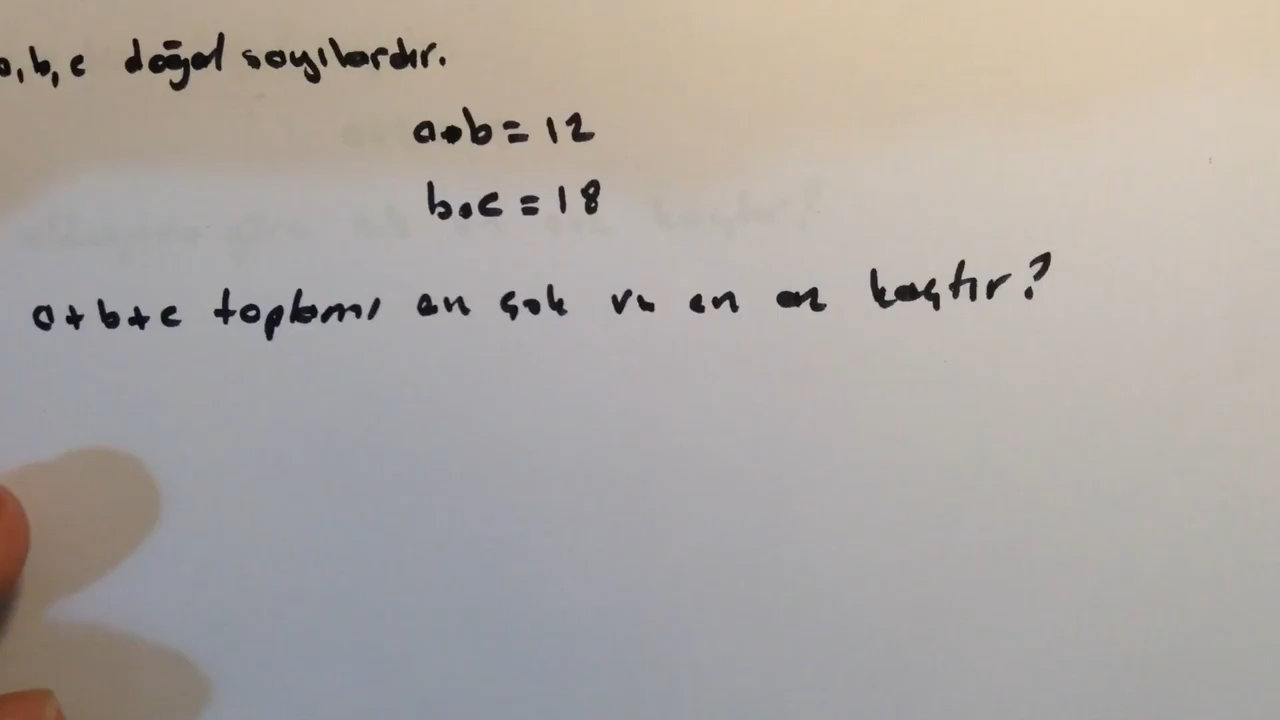 a, b, c doğal sayılardır.
a•b = 12
b•c = 18
a+b+c toplamı en çok ve en az kaçtır?